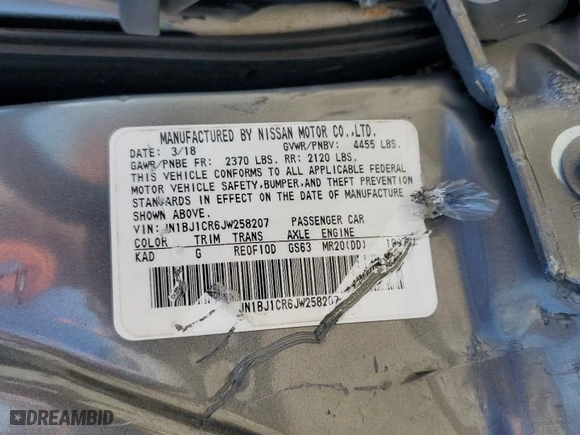 MANUFACTURED BY NISSAN MOTOR CO.,LTD.
DATE: 3/18 GVWR/PNBV: 4455 LBS.
GAWR/PNBE FR: 2370 LBS. RR: 2120 LBS.
THIS VEHICLE CONFORMS TO ALL APPLICABLE FEDERAL
MOTOR VEHICLE SAFETY,BUMPER,AND THEFT PREVENTION
STANDARDS IN EFFECT ON THE DATE OF MANUFACTURE
SHOWN ABOVE.
VIN: JN1BJ1CR6JW258207 PASSENGER CAR
COLOR TRIM TRANS AXLE ENGINE
KAD G RE0F10D GS63 MR20(DD)
JN1BJ1CR6JW258207
DREAMBID